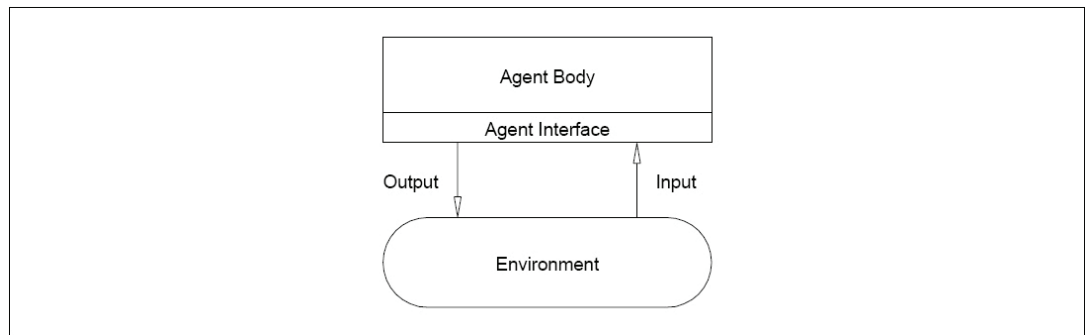 Agent Body
Agent Interface
Output
Input
Environment